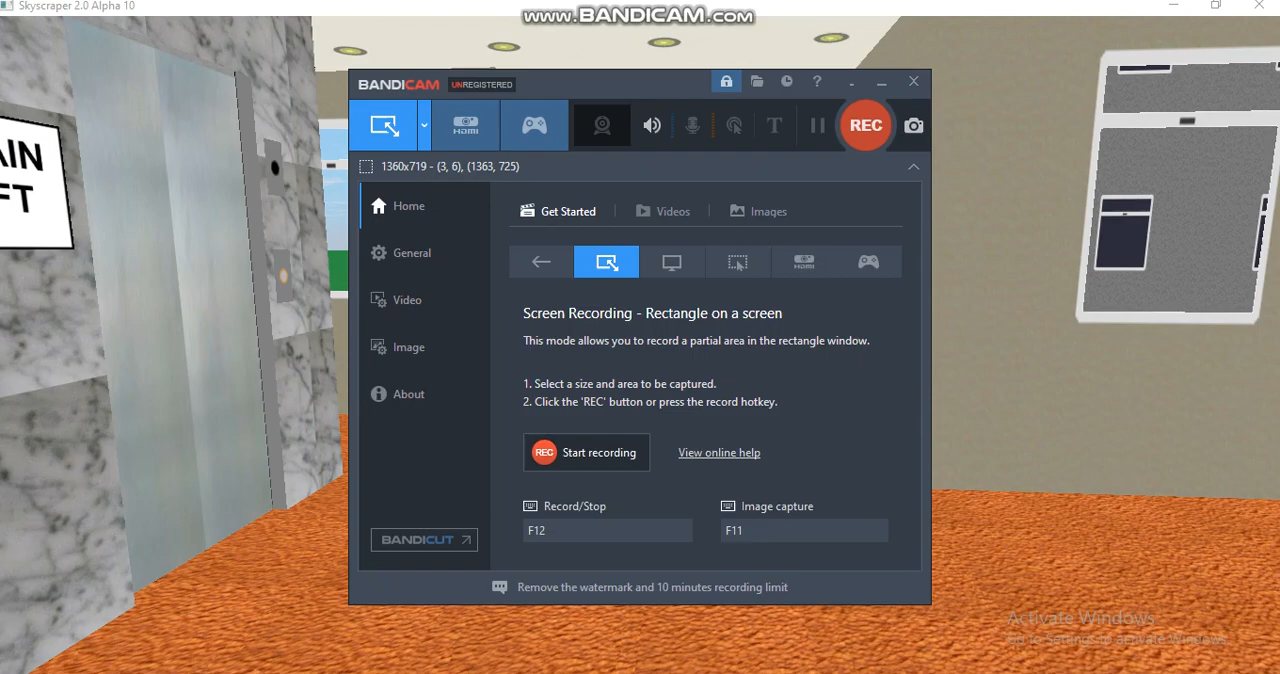 Skyscraper 2.0 Alpha 10
www.BANDICAM.com
BANDICAM UNREGISTERED
?
HDMI
T
REC
1360x719 - (3, 6), (1363, 725)
AIN
FT
Home
General
Video
Image
About
BANDICUT
Get Started
Videos
Images
HDMI
Screen Recording - Rectangle on a screen
This mode allows you to record a partial area in the rectangle window.
1. Select a size and area to be captured.
2. Click the 'REC' button or press the record hotkey.
REC Start recording
View online help
Record/Stop
Image capture
F12
F11
Remove the watermark and 10 minutes recording limit
Activate Windows
Go to Settings to activate Windows.